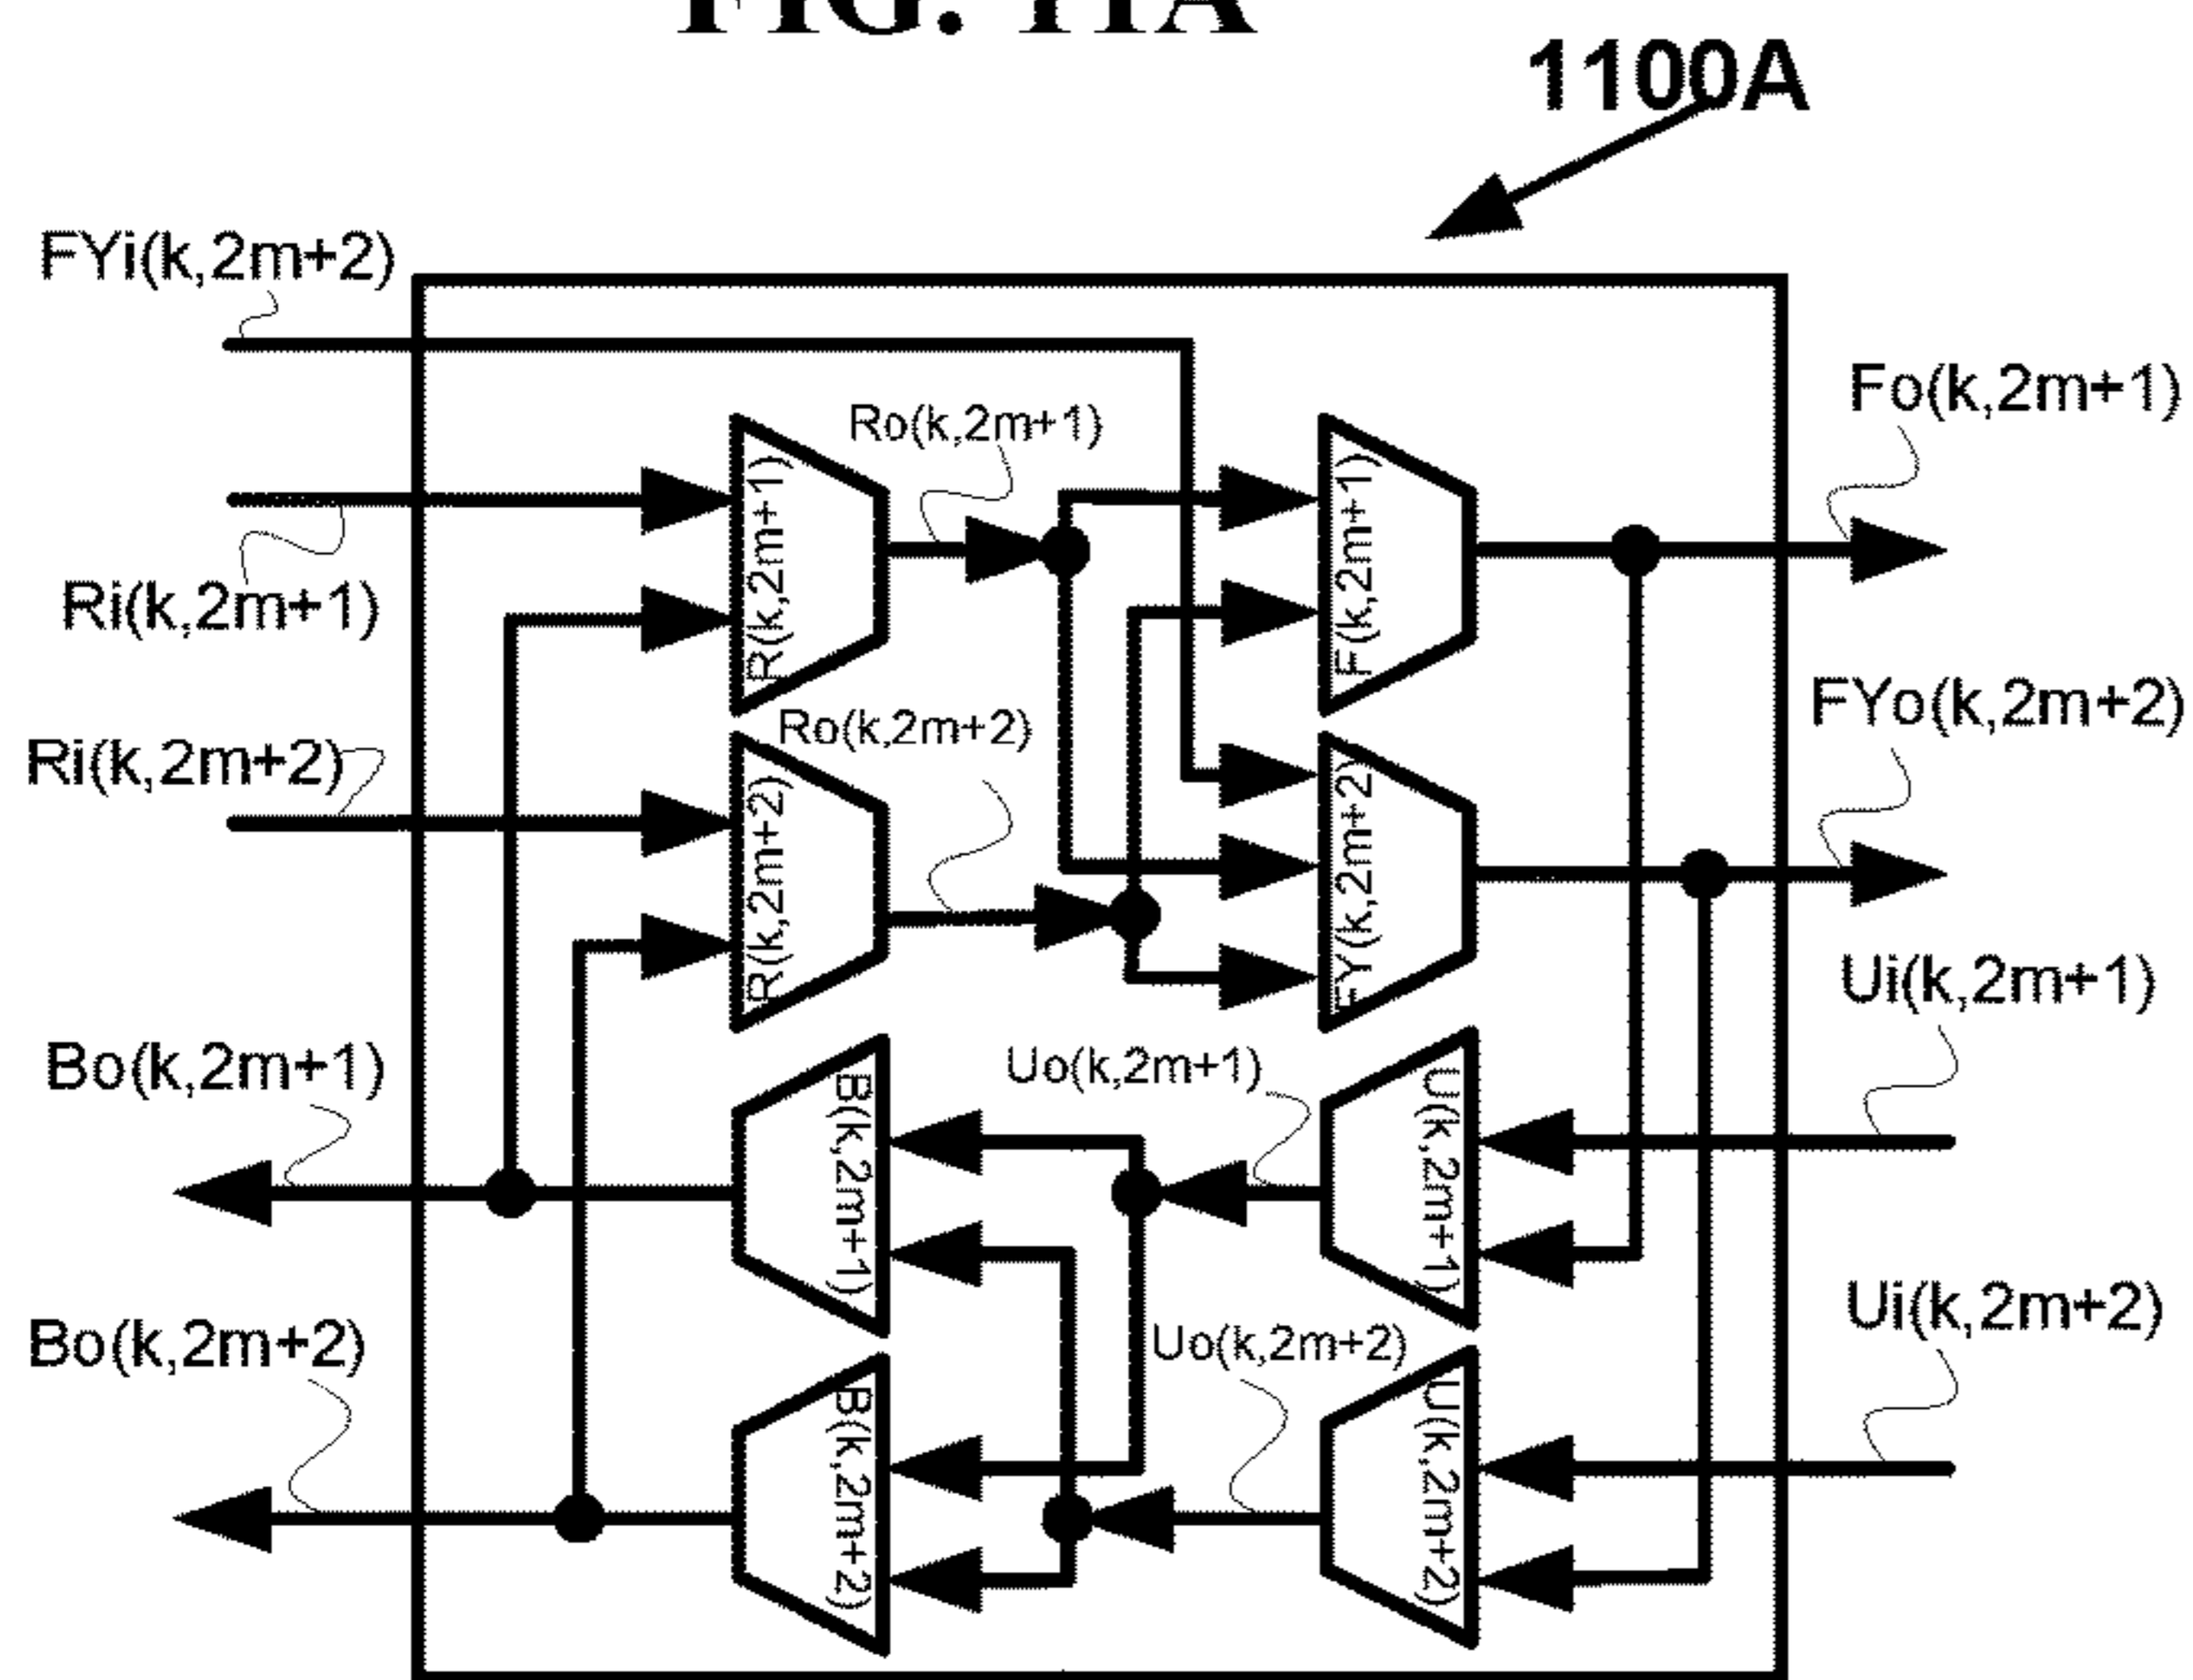 FIG. 11A
1100A
FYi(k,2m+2)
Fo(k,2m+1)
Ro(k,2m+1)
R(k,2m+1)
F(k,2m+1)
Ri(k,2m+1)
FYo(k,2m+2)
Ro(k,2m+2)
Ri(k,2m+2)
R(k,2m+2)
FY(k,2m+2)
Ui(k,2m+1)
Bo(k,2m+1)
Uo(k,2m+1)
B(k,2m+1)
U(k,2m+1)
Ui(k,2m+2)
Bo(k,2m+2)
Uo(k,2m+2)
B(k,2m+2)
U(k,2m+2)